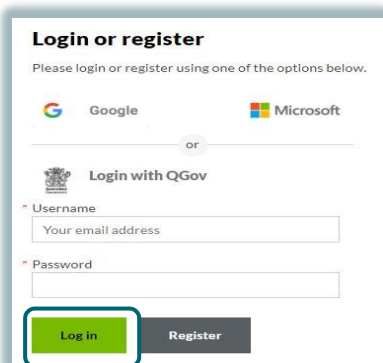 Login or register
Please login or register using one of the options below.
Google Microsoft
or
Login with QGov
* Username
Your email address
* Password
Log in Register